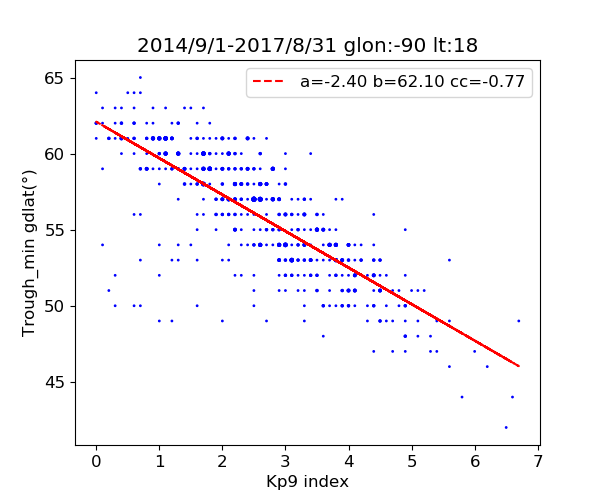 2014/9/1-2017/8/31 glon:-90 lt:18
a=-2.40 b=62.10 cc=-0.77
Trough_min gdlat(°)
65
60
55
50
45
0 1 2 3 4 5 6 7
Kp9 index